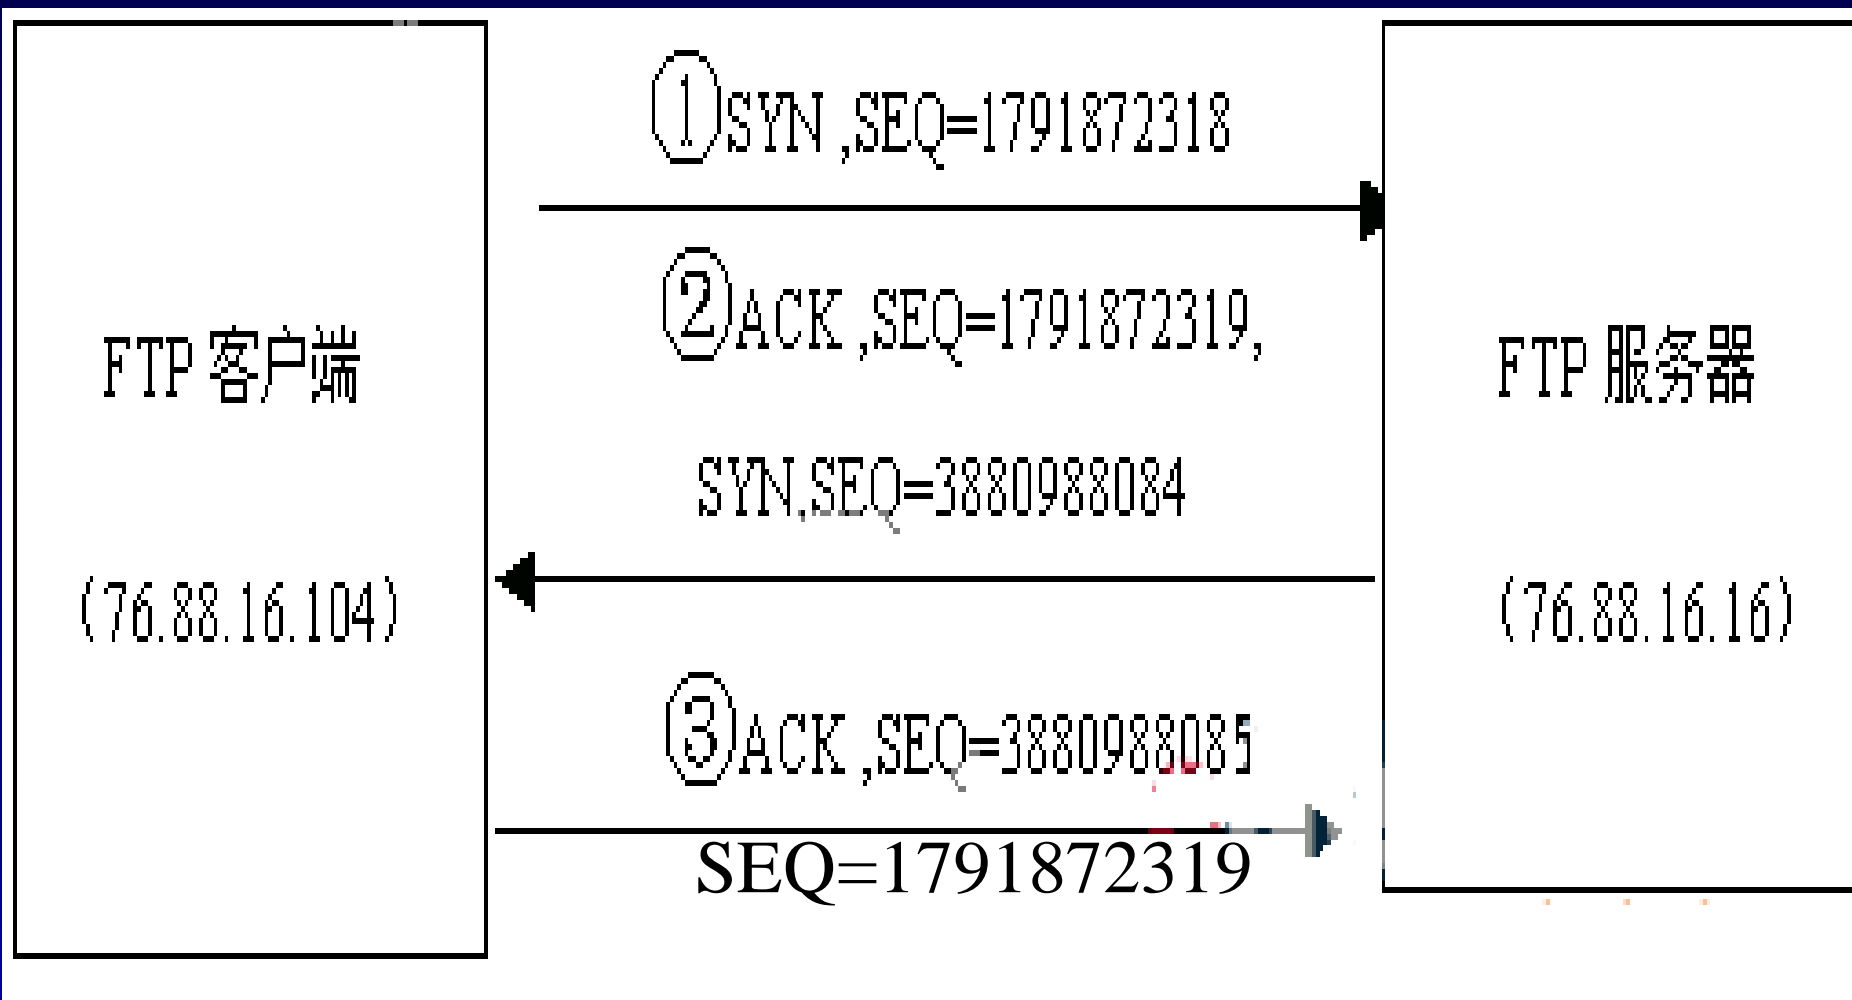 ①SYN ,SEQ=1791872318
②ACK ,SEQ=1791872319,
SYN,SEQ=3880988084
FTP 客户端
(76.88.16.104)
FTP 服务器
(76.88.16.16)
③ACK ,SEQ=3880988085
SEQ=1791872319